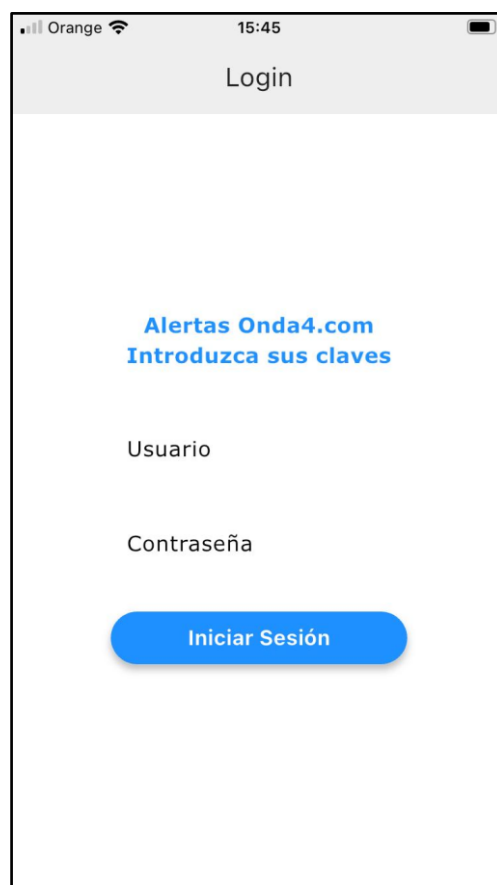 Orange 15:45
Login
Alertas Onda4.com
Introduzca sus claves
Usuario
Contraseña
Iniciar Sesión